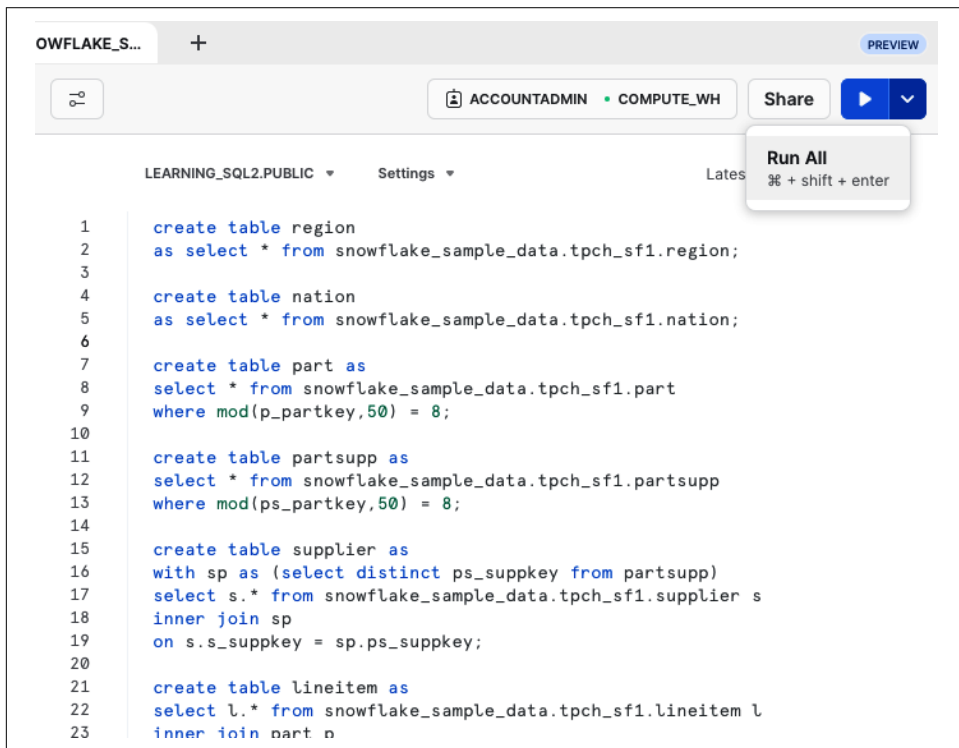 OWFLAKE_S... + PREVIEW
ACCOUNTADMIN • COMPUTE_WH Share
Run All
⌘ + shift + enter
LEARNING_SQL2.PUBLIC Settings Lates
1 create table region
2 as select * from snowflake_sample_data.tpch_sf1.region;
3
4 create table nation
5 as select * from snowflake_sample_data.tpch_sf1.nation;
6
7 create table part as
8 select * from snowflake_sample_data.tpch_sf1.part
9 where mod(p_partkey,50) = 8;
10
11 create table partsupp as
12 select * from snowflake_sample_data.tpch_sf1.partsupp
13 where mod(ps_partkey,50) = 8;
14
15 create table supplier as
16 with sp as (select distinct ps_suppkey from partsupp)
17 select s.* from snowflake_sample_data.tpch_sf1.supplier s
18 inner join sp
19 on s.s_suppkey = sp.ps_suppkey;
20
21 create table lineitem as
22 select l.* from snowflake_sample_data.tpch_sf1.lineitem l
23 inner join part p